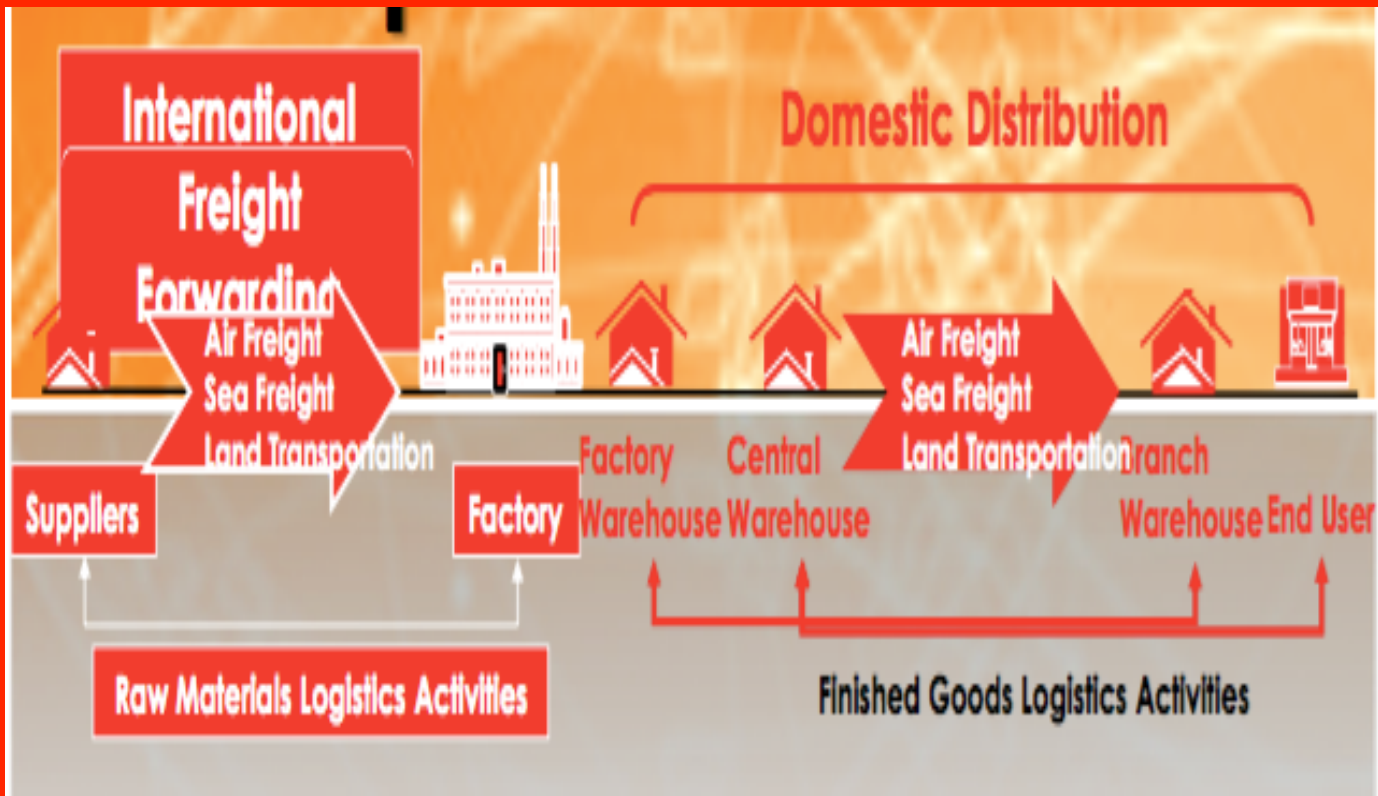 International
Freight
Forwarding
Domestic Distribution
Air Freight
Sea Freight
Land Transportation
Air Freight
Sea Freight
Land Transportation
Suppliers
Factory
Factory
Warehouse
Central
Warehouse
Branch
Warehouse
End User
Raw Materials Logistics Activities
Finished Goods Logistics Activities